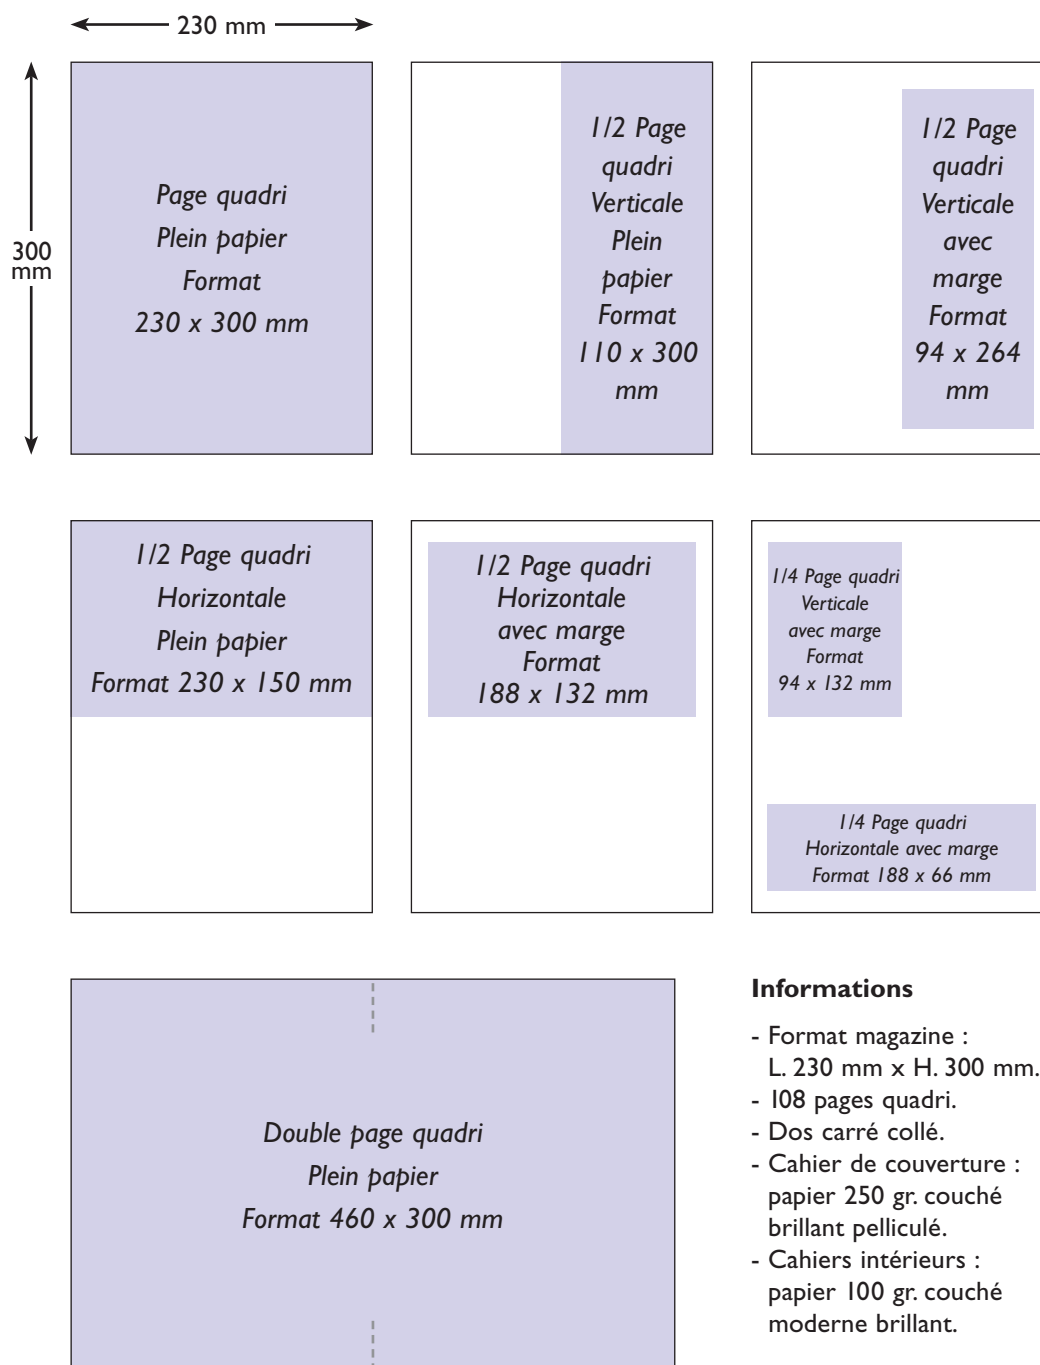 230 mm
300
mm
Page quadri
Plein papier
Format
230 x 300 mm
1/2 Page
quadri
Verticale
Plein
papier
Format
110 x 300
mm
1/2 Page
quadri
Verticale
avec
marge
Format
94 x 264
mm
1/2 Page quadri
Horizontale
Plein papier
Format 230 x 150 mm
1/2 Page quadri
Horizontale
avec marge
Format
188 x 132 mm
1/4 Page quadri
Verticale
avec marge
Format
94 x 132 mm
1/4 Page quadri
Horizontale avec marge
Format 188 x 66 mm
Double page quadri
Plein papier
Format 460 x 300 mm
Informations
- Format magazine :
L. 230 mm x H. 300 mm.
- 108 pages quadri.
- Dos carré collé.
- Cahier de couverture :
papier 250 gr. couché
brillant pelliculé.
- Cahiers intérieurs :
papier 100 gr. couché
moderne brillant.